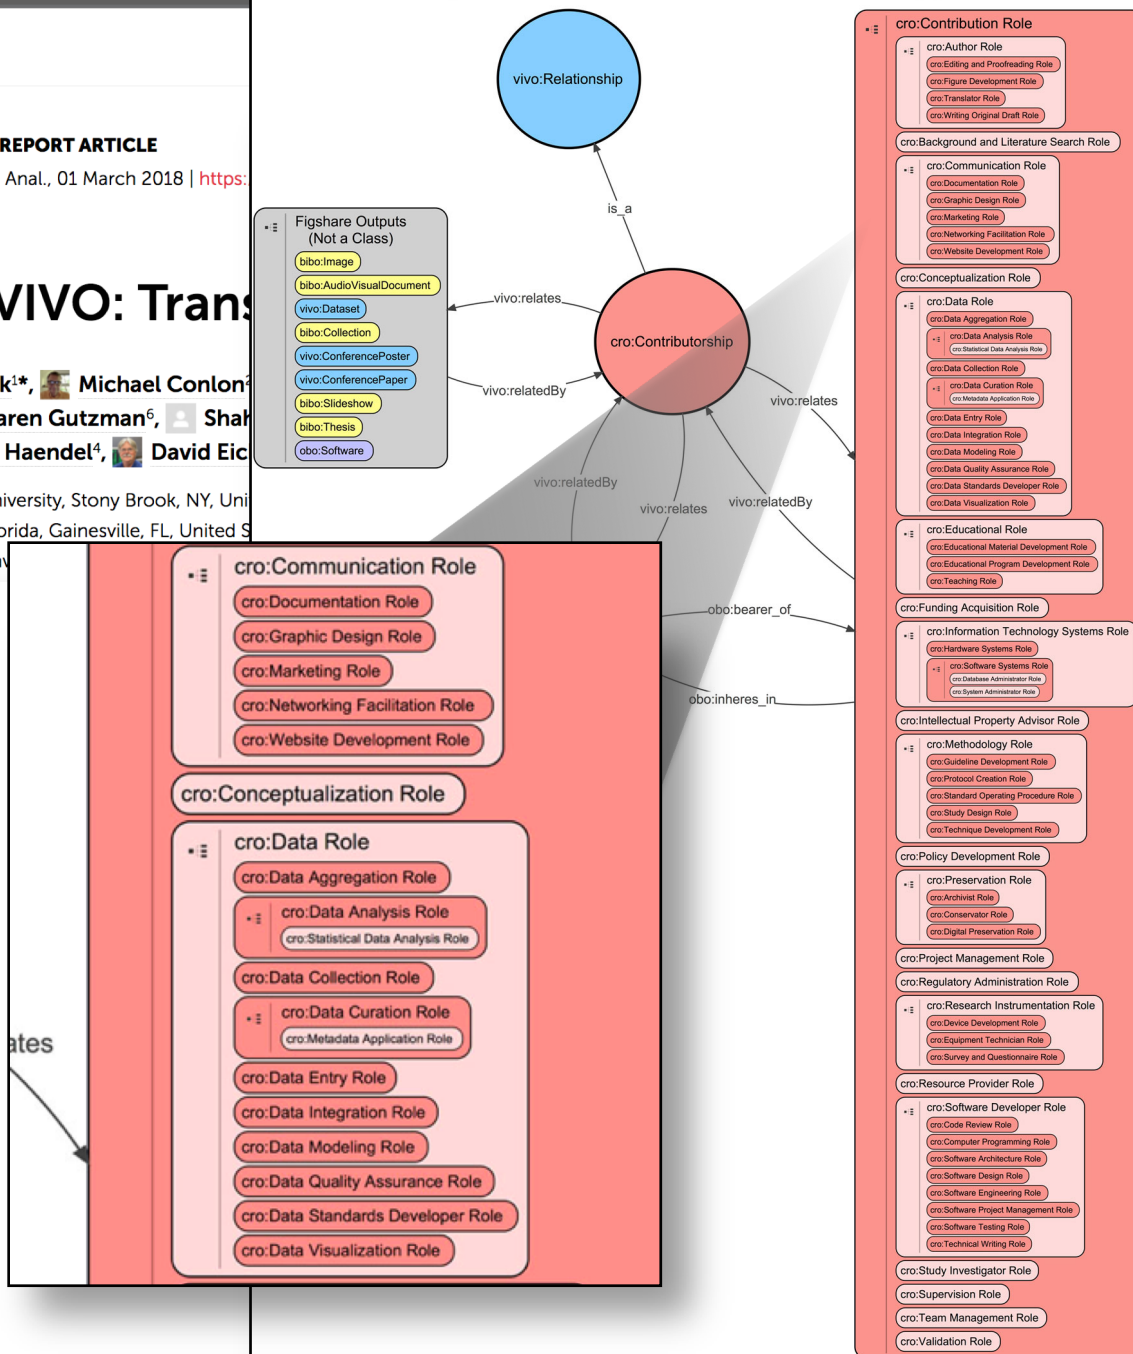 REPORT ARTICLE
Anal., 01 March 2018 | https:
VIVO: Trans
k1*, Michael Conlon
aren Gutzman6, Shah
Haendel4, David Eic
niversity, Stony Brook, NY, Uni
orida, Gainesville, FL, United S
vivo:Relationship
is_a
Figshare Outputs
(Not a Class)
bibo:Image
bibo:AudioVisualDocument
vivo:Dataset
bibo:Collection
vivo:ConferencePoster
vivo:ConferencePaper
bibo:Slideshow
bibo:Thesis
obo:Software
vivo:relates
vivo:relatedBy
cro:Contributorship
vivo:relates
vivo:relatedBy
vivo:relates
vivo:relatedBy
obo:bearer_of
obo:inheres_in
cro:Contribution Role
cro:Author Role
cro:Editing and Proofreading Role
cro:Figure Development Role
cro:Translator Role
cro:Writing Original Draft Role
cro:Background and Literature Search Role
cro:Communication Role
cro:Documentation Role
cro:Graphic Design Role
cro:Marketing Role
cro:Networking Facilitation Role
cro:Website Development Role
cro:Conceptualization Role
cro:Data Role
cro:Data Aggregation Role
cro:Data Analysis Role
cro:Statistical Data Analysis Role
cro:Data Collection Role
cro:Data Curation Role
cro:Metadata Application Role
cro:Data Entry Role
cro:Data Integration Role
cro:Data Modeling Role
cro:Data Quality Assurance Role
cro:Data Standards Developer Role
cro:Data Visualization Role
cro:Educational Role
cro:Educational Material Development Role
cro:Educational Program Development Role
cro:Teaching Role
cro:Funding Acquisition Role
cro:Information Technology Systems Role
cro:Hardware Systems Role
cro:Software Systems Role
cro:Database Administrator Role
cro:System Administrator Role
cro:Intellectual Property Advisor Role
cro:Methodology Role
cro:Guideline Development Role
cro:Protocol Creation Role
cro:Standard Operating Procedure Role
cro:Study Design Role
cro:Technique Development Role
cro:Policy Development Role
cro:Preservation Role
cro:Archivist Role
cro:Conservator Role
cro:Digital Preservation Role
cro:Project Management Role
cro:Regulatory Administration Role
cro:Research Instrumentation Role
cro:Device Development Role
cro:Equipment Technician Role
cro:Survey and Questionnaire Role
cro:Resource Provider Role
cro:Software Developer Role
cro:Code Review Role
cro:Computer Programming Role
cro:Software Architecture Role
cro:Software Design Role
cro:Software Engineering Role
cro:Software Project Management Role
cro:Software Testing Role
cro:Technical Writing Role
cro:Study Investigator Role
cro:Supervision Role
cro:Team Management Role
cro:Validation Role
ates
cro:Communication Role
cro:Documentation Role
cro:Graphic Design Role
cro:Marketing Role
cro:Networking Facilitation Role
cro:Website Development Role
cro:Conceptualization Role
cro:Data Role
cro:Data Aggregation Role
cro:Data Analysis Role
cro:Statistical Data Analysis Role
cro:Data Collection Role
cro:Data Curation Role
cro:Metadata Application Role
cro:Data Entry Role
cro:Data Integration Role
cro:Data Modeling Role
cro:Data Quality Assurance Role
cro:Data Standards Developer Role
cro:Data Visualization Role